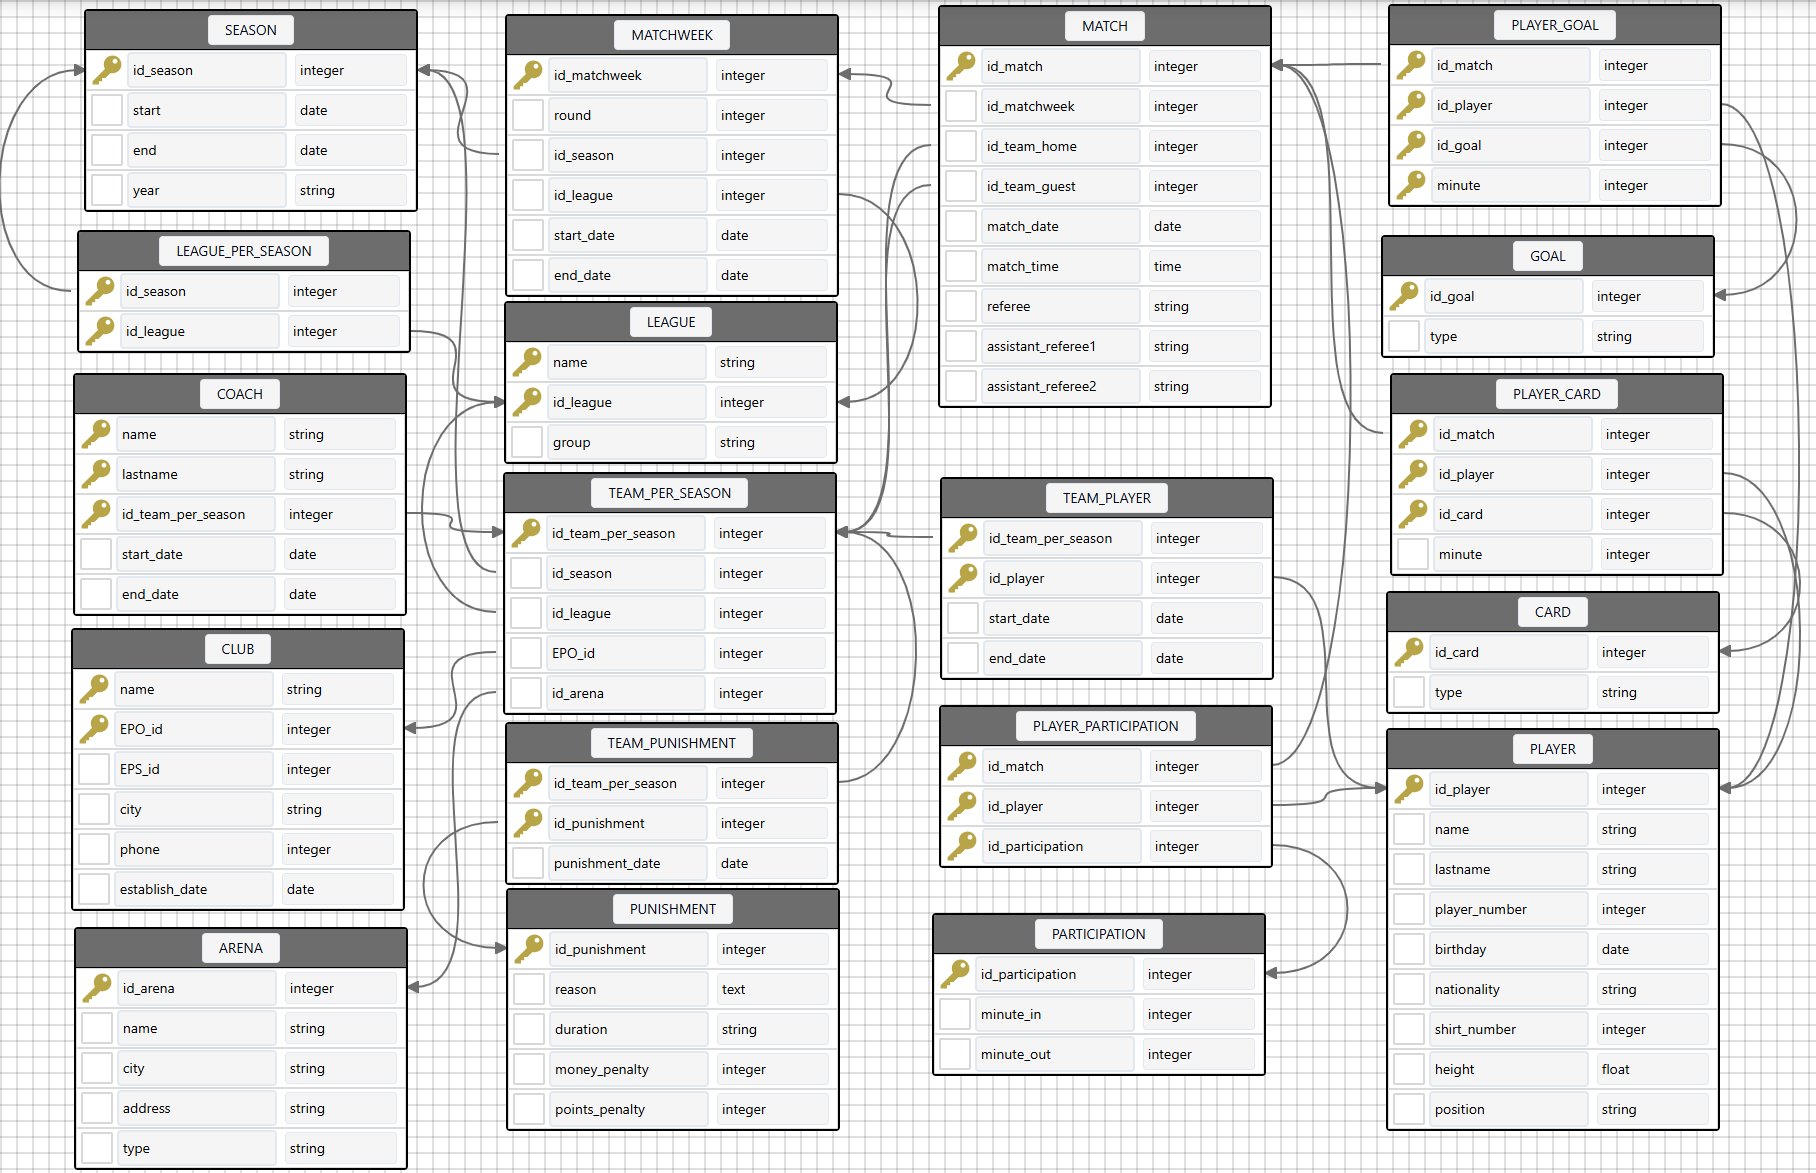 SEASON
id_season integer
start date
end date
year string
LEAGUE_PER_SEASON
id_season integer
id_league integer
COACH
name string
lastname string
id_team_per_season integer
start_date date
end_date date
CLUB
name string
EPO_id integer
EPS_id integer
city string
phone integer
establish_date date
ARENA
id_arena integer
name string
city string
address string
type string
MATCHWEEK
id_matchweek integer
round integer
id_season integer
id_league integer
start_date date
end_date date
LEAGUE
name string
id_league integer
group string
TEAM_PER_SEASON
id_team_per_season integer
id_season integer
id_league integer
EPO_id integer
id_arena integer
TEAM_PUNISHMENT
id_team_per_season integer
id_punishment integer
punishment_date date
PUNISHMENT
id_punishment integer
reason text
duration string
money_penalty integer
points_penalty integer
MATCH
id_match integer
id_matchweek integer
id_team_home integer
id_team_guest integer
match_date date
match_time time
referee string
assistant_referee1 string
assistant_referee2 string
TEAM_PLAYER
id_team_per_season integer
id_player integer
start_date date
end_date date
PLAYER_PARTICIPATION
id_match integer
id_player integer
id_participation integer
PARTICIPATION
id_participation integer
minute_in integer
minute_out integer
PLAYER_GOAL
id_match integer
id_player integer
id_goal integer
minute integer
GOAL
id_goal integer
type string
PLAYER_CARD
id_match integer
id_player integer
id_card integer
minute integer
CARD
id_card integer
type string
PLAYER
id_player integer
name string
lastname string
player_number integer
birthday date
nationality string
shirt_number integer
height float
position string